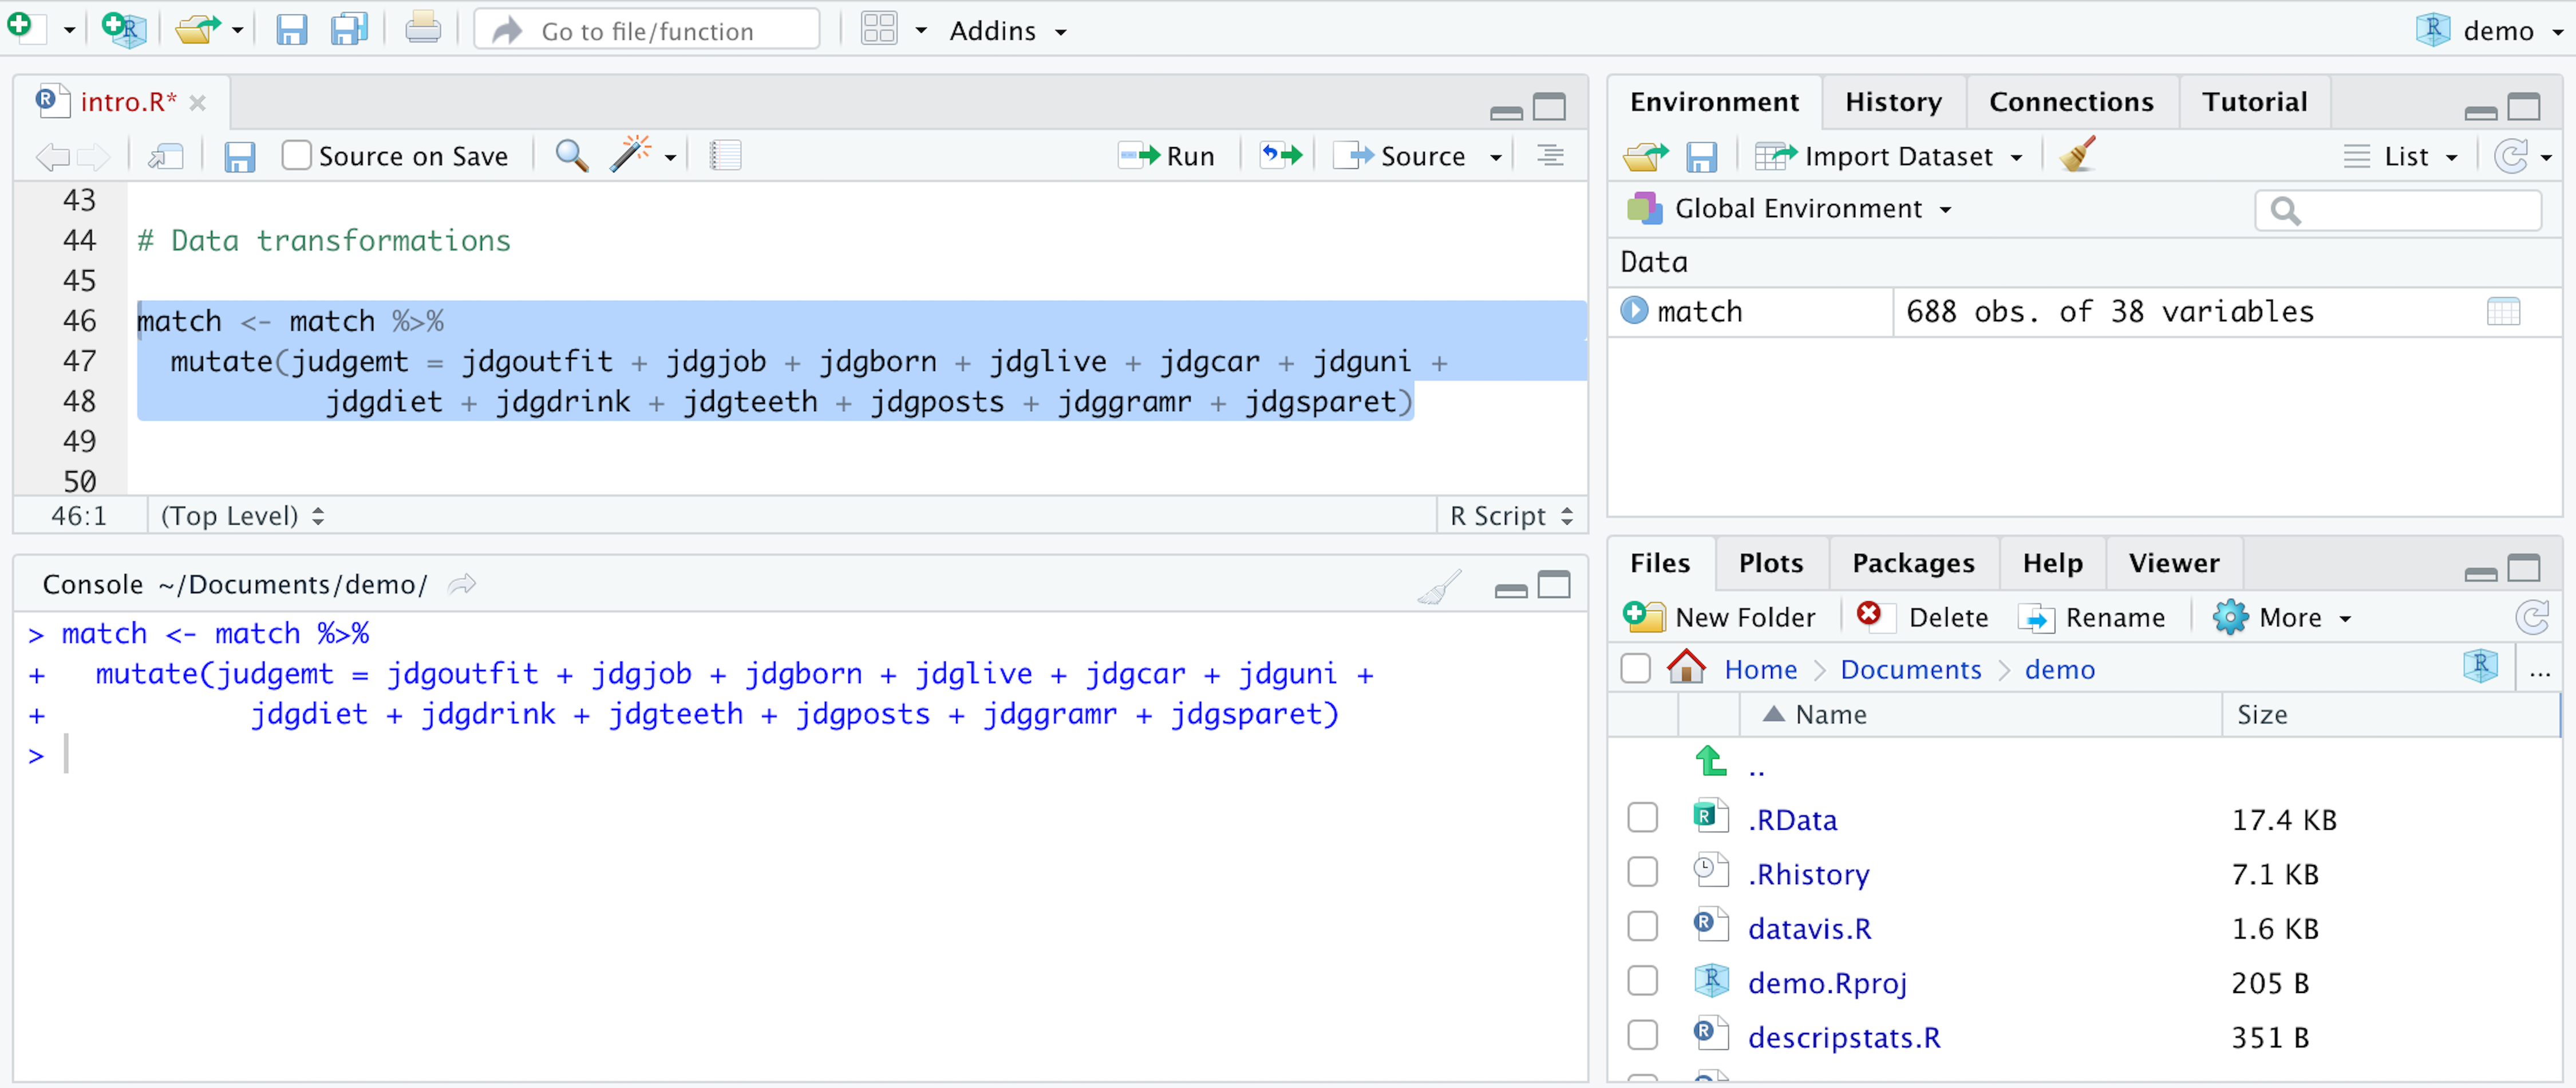 Go to file/function
Addins
demo
intro.R*
Source on Save
Run
Source
43
44 # Data transformations
45
46 match <- match %>%
47 mutate(judgemt = jdgoutfit + jdgjob + jdgborn + jdglive + jdgcar + jdguni +
48 jdgdiet + jdgdrink + jdgteeth + jdgposts + jdggramr + jdgsparet)
49
50
46:1 (Top Level) R Script
Console ~/Documents/demo/
> match <- match %>%
+ mutate(judgemt = jdgoutfit + jdgjob + jdgborn + jdglive + jdgcar + jdguni +
+ jdgdiet + jdgdrink + jdgteeth + jdgposts + jdggramr + jdgsparet)
>
Environment History Connections Tutorial
Import Dataset List
Global Environment
Data
match 688 obs. of 38 variables
Files Plots Packages Help Viewer
New Folder Delete Rename More
Home Documents demo ...
Name Size
..
.RData 17.4 KB
.Rhistory 7.1 KB
datavis.R 1.6 KB
demo.Rproj 205 B
descripstats.R 351 B